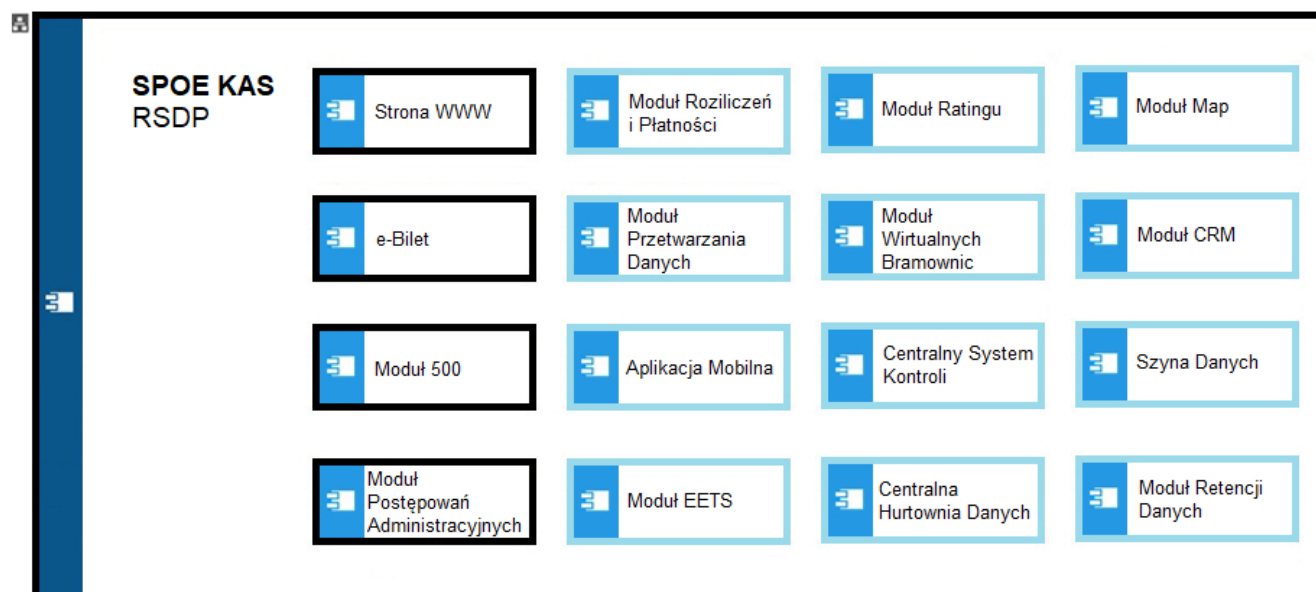 SPOE KAS
RSDP
Strona WWW
Moduł Roziliczeń
i Płatności
Moduł Ratingu
Moduł Map
e-Bilet
Moduł
Przetwarzania
Danych
Moduł
Wirtualnych
Bramownic
Moduł CRM
Moduł 500
Aplikacja Mobilna
Centralny System
Kontroli
Szyna Danych
Moduł
Postępowań
Administracyjnych
Moduł EETS
Centralna
Hurtownia Danych
Moduł Retencji
Danych